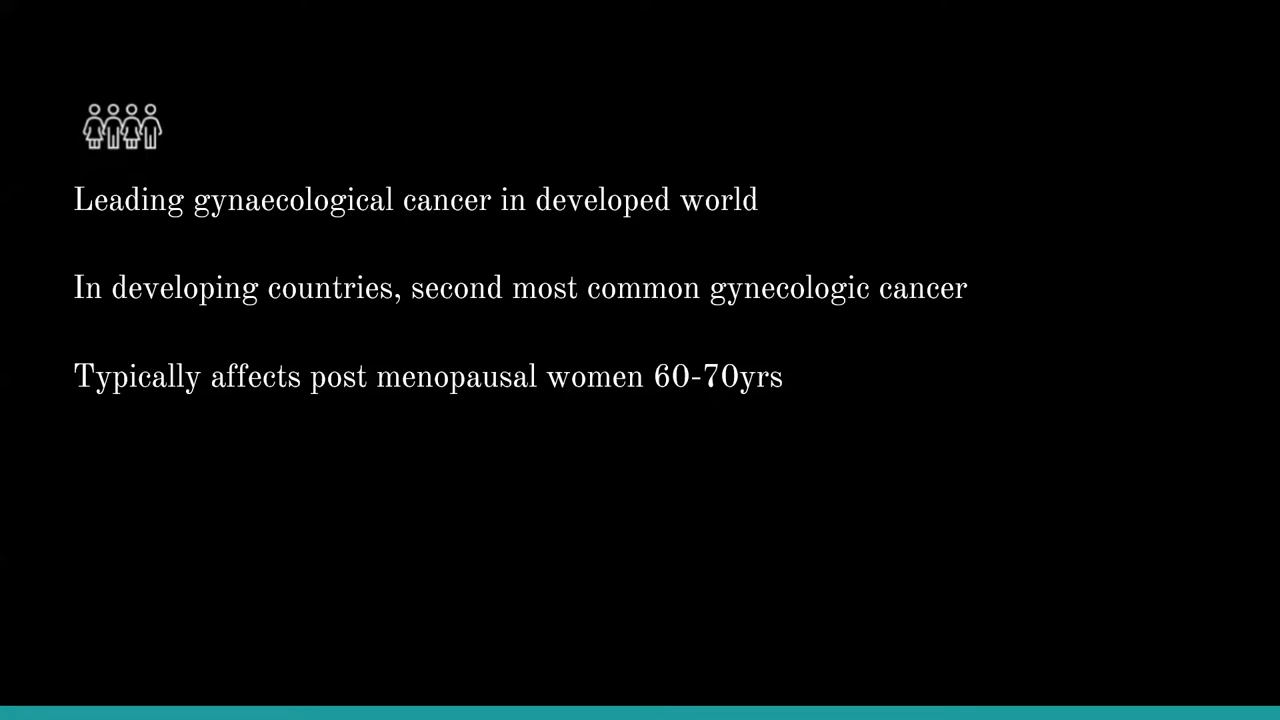 Leading gynaecological cancer in developed world
In developing countries, second most common gynecologic cancer
Typically affects post menopausal women 60-70yrs